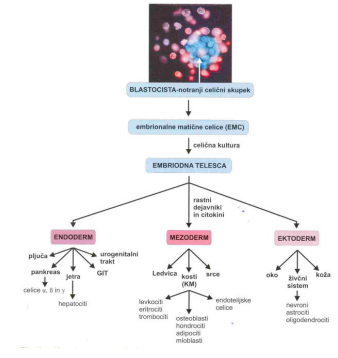 BLASTOCISTA-notranji celični skupek
embrionalne matične celice (EMC)
celična kultura
EMBRIODNA TELESCA
rastni
dejavniki
in citokini
ENDODERM
MEZODERM
EKTODERM
pljuča
urogenitalni
trakt
pankreas
jetra
GIT
celice α, δ in γ
hepatociti
Ledvica
kosti
(KM)
srce
levkociti
eritrociti
trombociti
endotelijske
celice
osteoblasti
hondrociti
adipociti
mioblasti
oko
živčni
sistem
koža
nevroni
astrociti
oligodendrociti